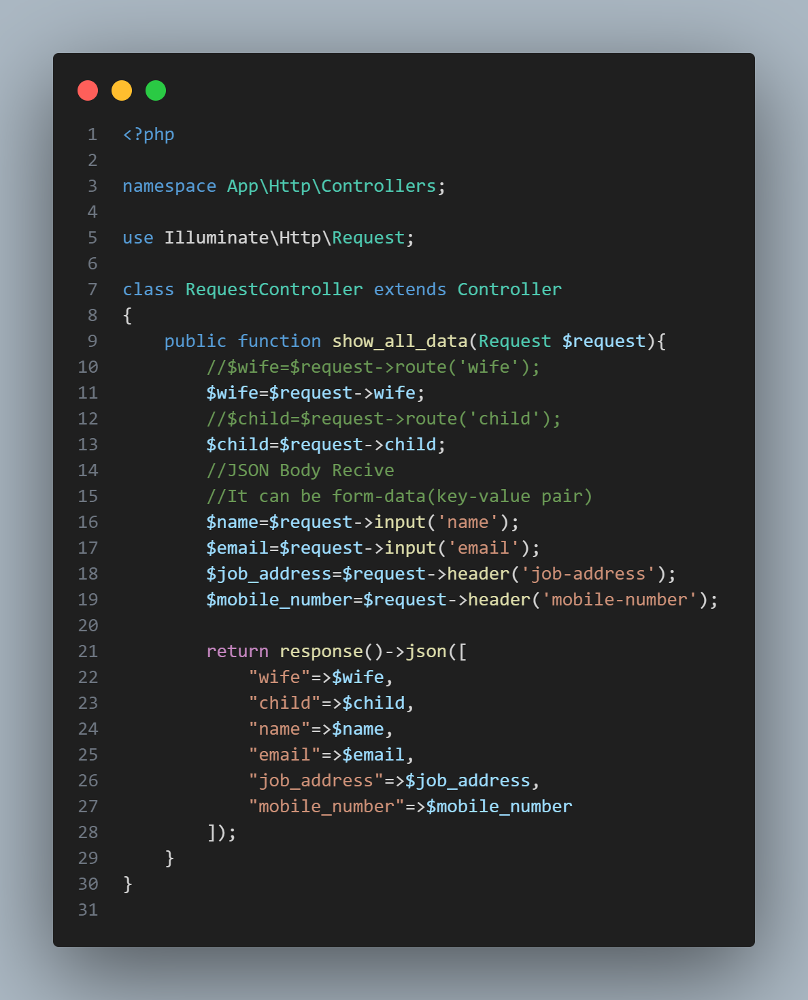 1 <?php
2
3 namespace App\Http\Controllers;
4
5 use Illuminate\Http\Request;
6
7 class RequestController extends Controller
8 {
9     public function show_all_data(Request $request){
10         //$wife=$request->route('wife');
11         $wife=$request->wife;
12         //$child=$request->route('child');
13         $child=$request->child;
14         //JSON Body Recive
15         //It can be form-data(key-value pair)
16         $name=$request->input('name');
17         $email=$request->input('email');
18         $job_address=$request->header('job-address');
19         $mobile_number=$request->header('mobile-number');
20
21         return response()->json([
22             "wife"=>$wife,
23             "child"=>$child,
24             "name"=>$name,
25             "email"=>$email,
26             "job_address"=>$job_address,
27             "mobile_number"=>$mobile_number
28         ]);
29     }
30 }
31